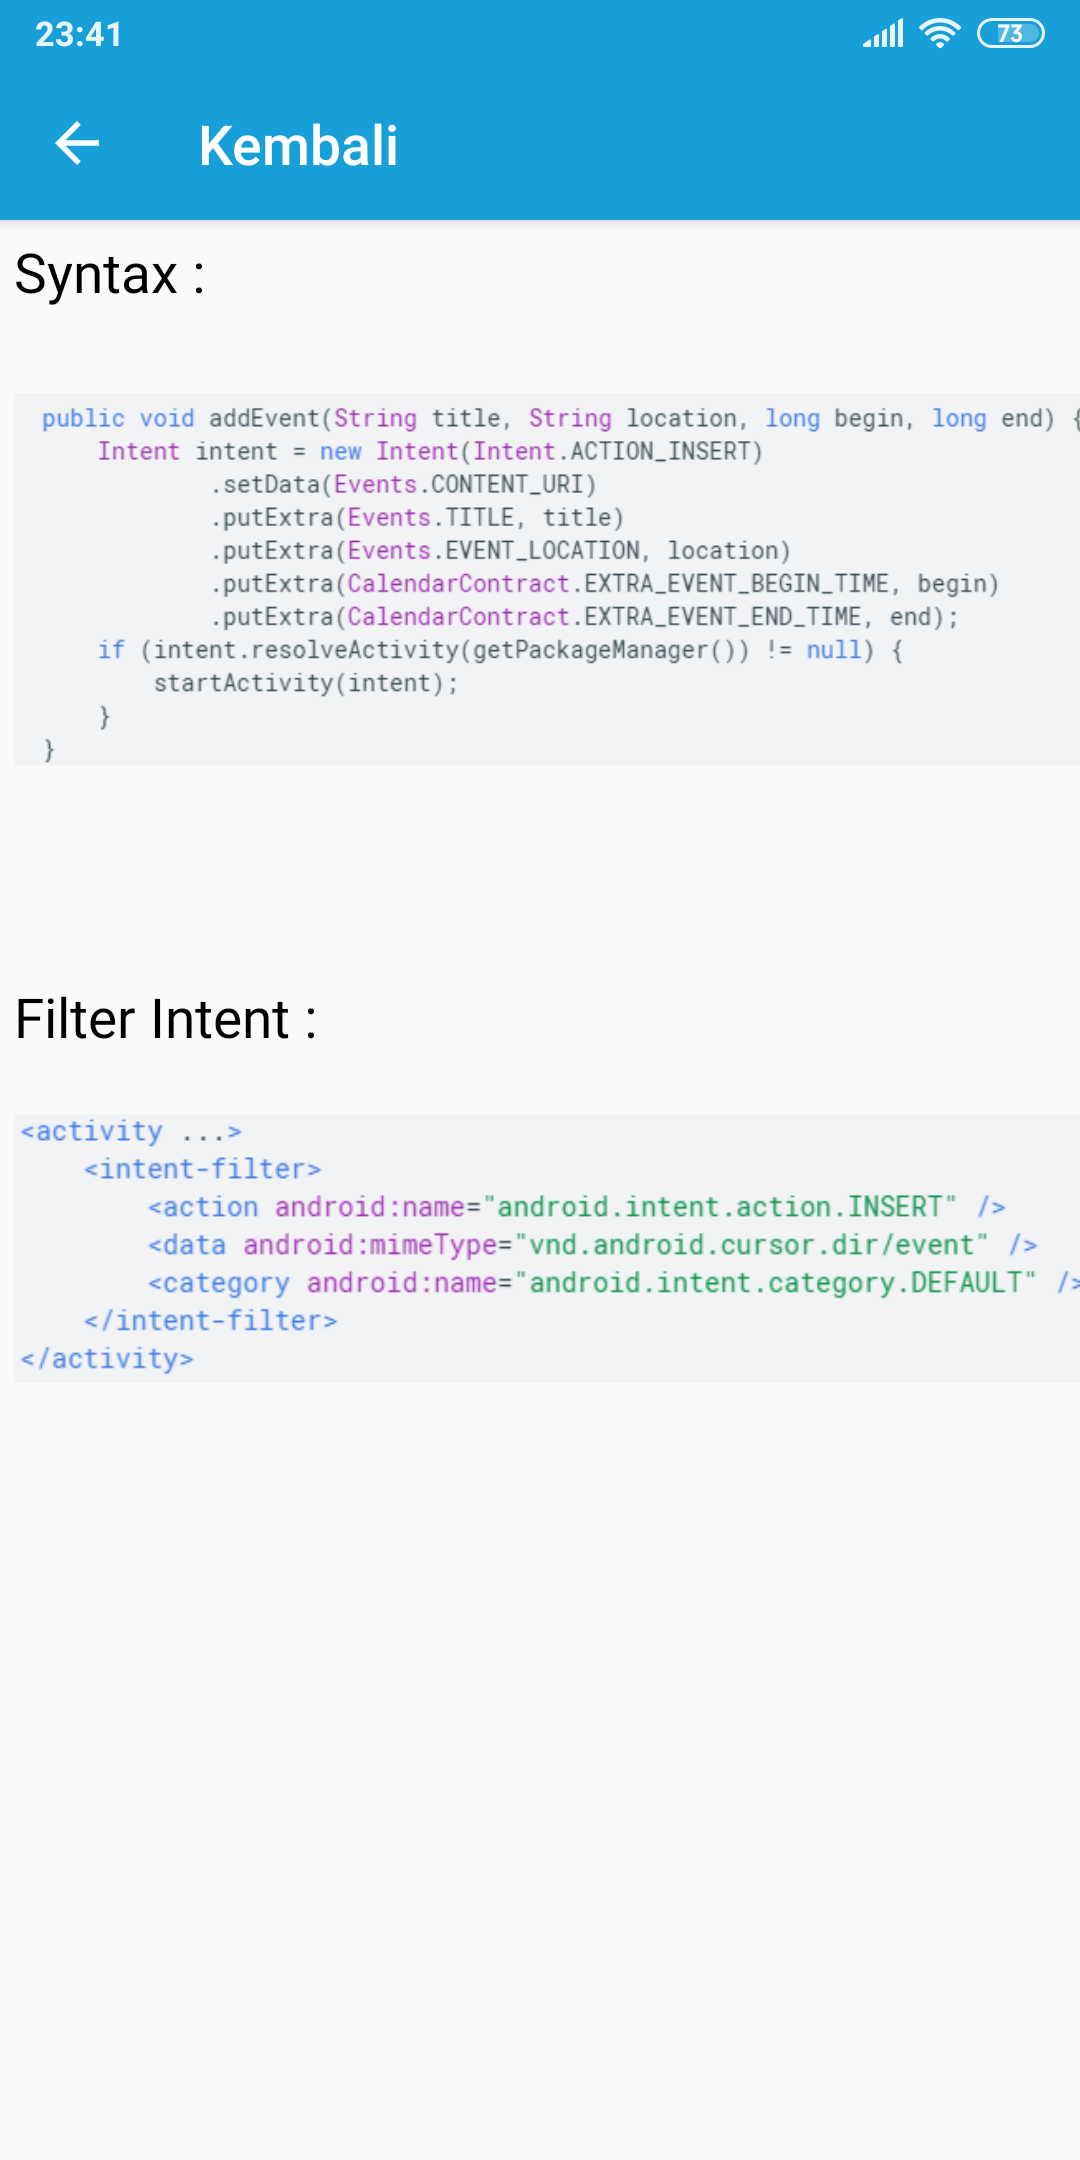 23:41
73
Kembali
Syntax :
public void addEvent(String title, String location, long begin, long end) {
    Intent intent = new Intent(Intent.ACTION_INSERT)
            .setData(Events.CONTENT_URI)
            .putExtra(Events.TITLE, title)
            .putExtra(Events.EVENT_LOCATION, location)
            .putExtra(CalendarContract.EXTRA_EVENT_BEGIN_TIME, begin)
            .putExtra(CalendarContract.EXTRA_EVENT_END_TIME, end);
    if (intent.resolveActivity(getPackageManager()) != null) {
        startActivity(intent);
    }
}
Filter Intent :
<activity ...>
    <intent-filter>
        <action android:name="android.intent.action.INSERT" />
        <data android:mimeType="vnd.android.cursor.dir/event" />
        <category android:name="android.intent.category.DEFAULT" />
    </intent-filter>
</activity>